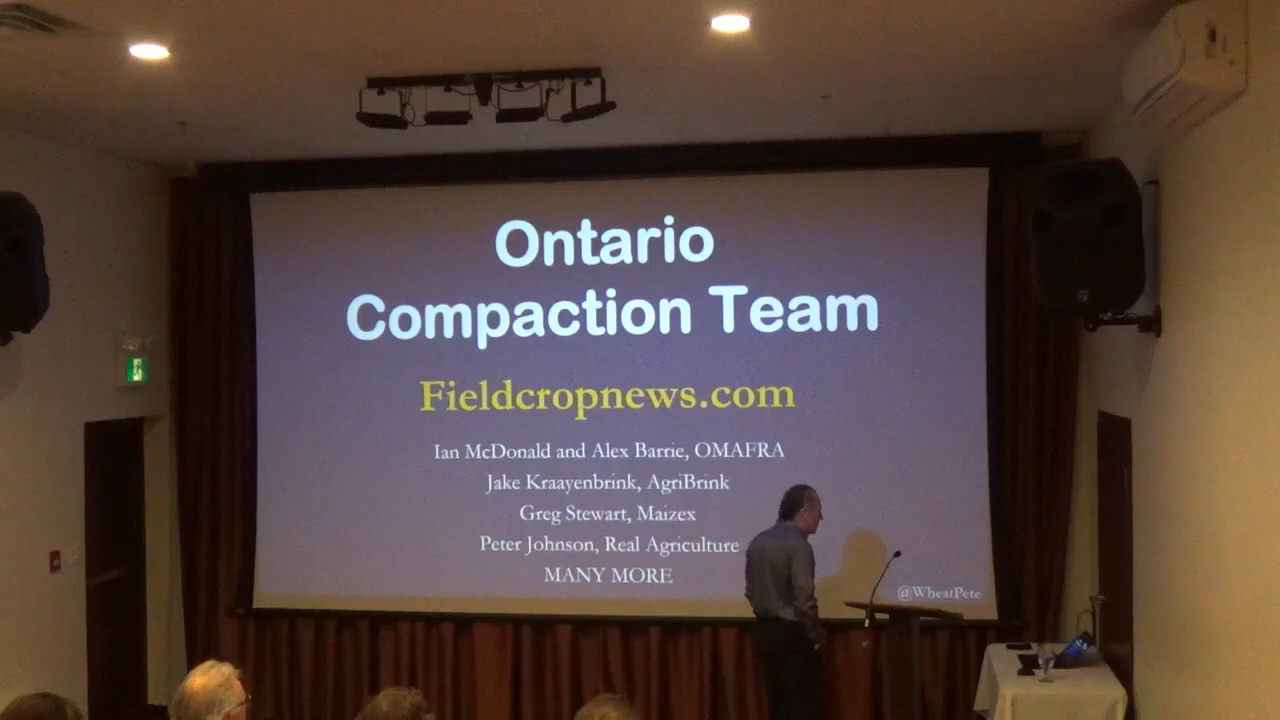 Ontario
Compaction Team
Fieldcropnews.com
Ian McDonald and Alex Barrie, OMAFRA
Jake Kraayenbrink, AgriBrink
Greg Stewart, Maizex
Peter Johnson, Real Agriculture
MANY MORE
@WheatPete